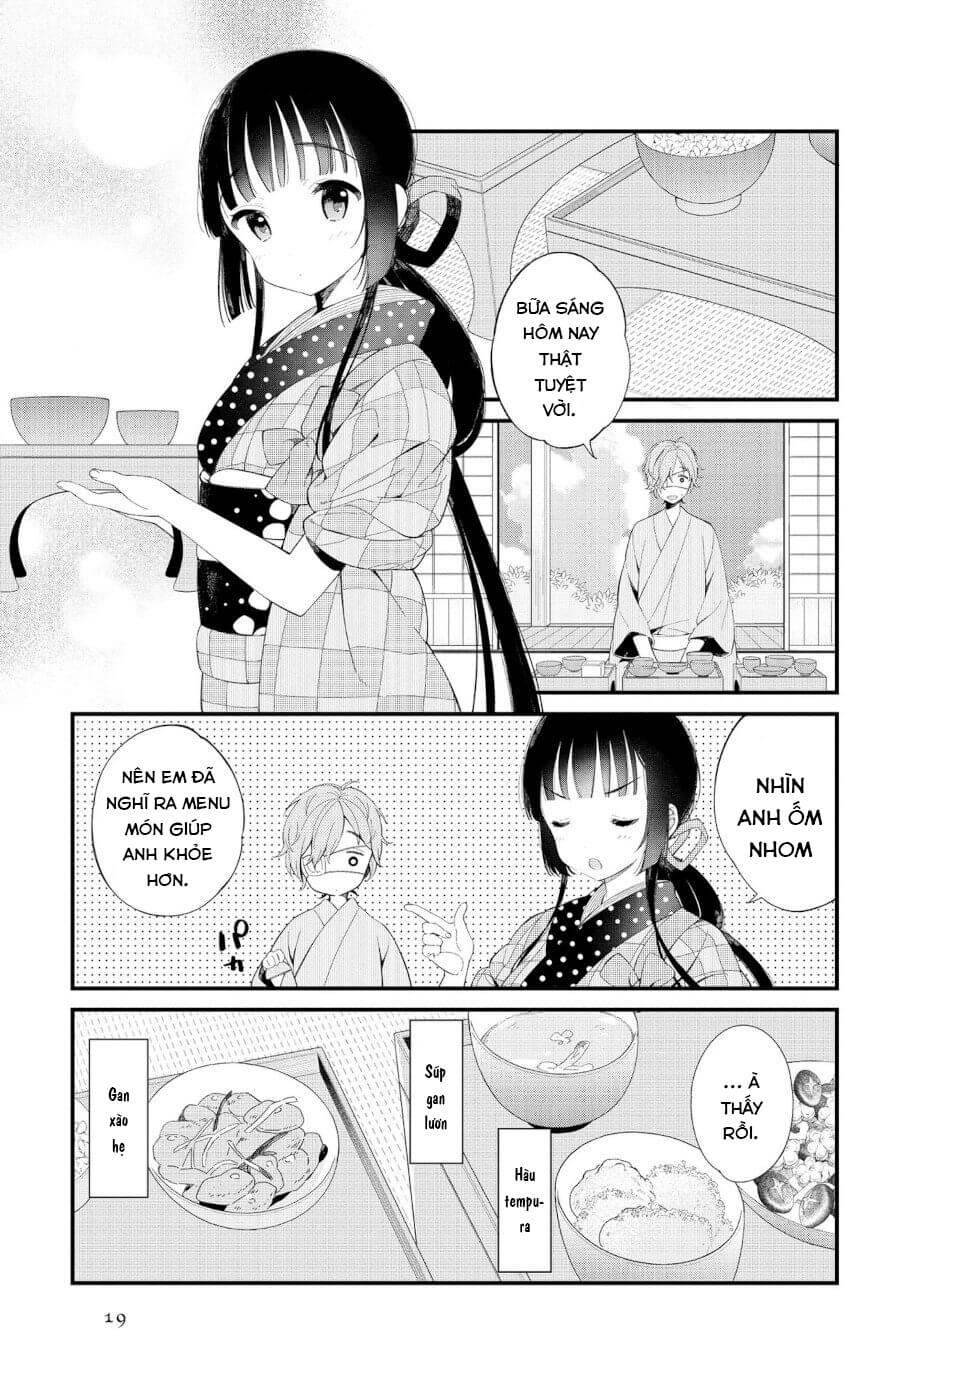 BỮA SÁNG
HÔM NAY
THẬT
TUYỆT
VỜI.
NHÌN
ANH ỐM
NHOM
NÊN EM ĐÃ
NGHĨ RA MENU
MÓN GIÚP
ANH KHỎE
HƠN.
... À
THẤY
RỒI.
Hàu
tempu-
ra
Súp
gan
lươn
Gan
xào
hẹ
19